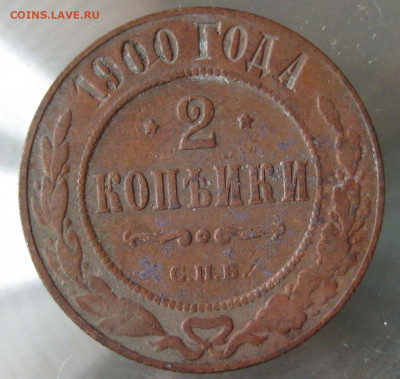 COINS.LAVE.RU
1900 ГОДА
2
КОПѢЙКИ
С.П.Б.